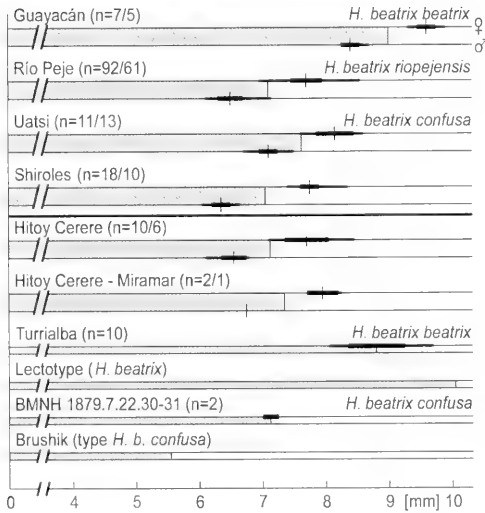 Guayacán (n=7/5) H. beatrix beatrix ♀
♂
Río Peje (n=92/61) H. beatrix riopejensis
Uatsi (n=11/13) H. beatrix confusa
Shiroles (n=18/10)
Hitoy Cerere (n=10/6)
Hitoy Cerere - Miramar (n=2/1)
Turrialba (n=10) H. beatrix beatrix
Lectotype (H. beatrix)
BMNH 1879.7.22.30-31 (n=2) H. beatrix confusa
Brushik (type H. b. confusa)
0 4 5 6 7 8 9 [mm] 10